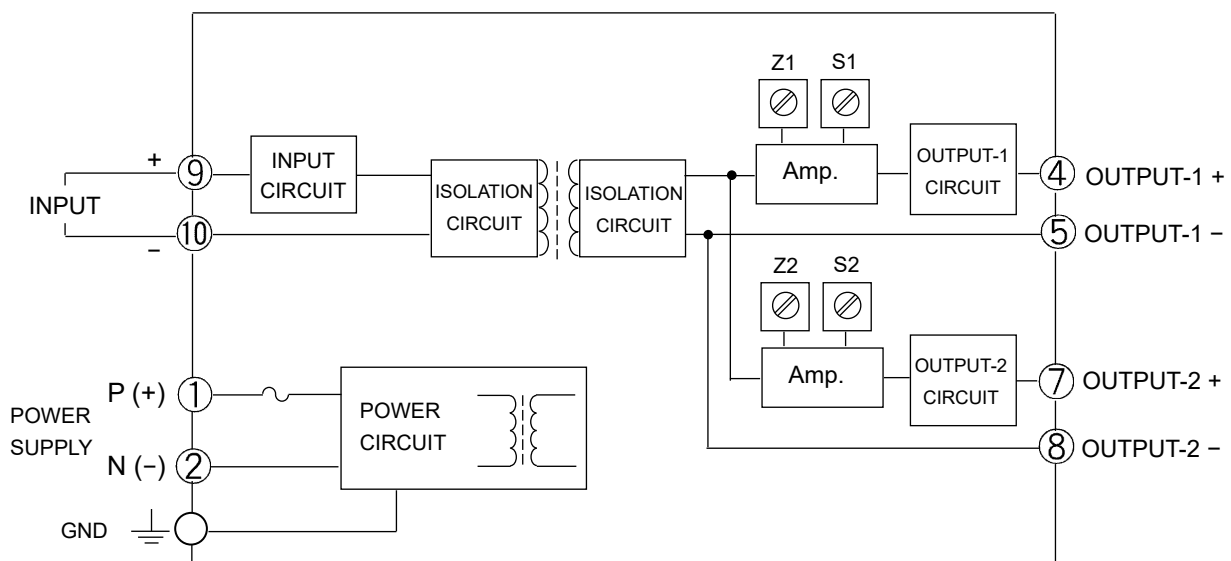 Z1 S1
+ 9 INPUT
CIRCUIT
ISOLATION
CIRCUIT
ISOLATION
CIRCUIT
Amp.
OUTPUT-1
CIRCUIT
4 OUTPUT-1 +
INPUT
− 10
5 OUTPUT-1 −
Z2 S2
Amp.
OUTPUT-2
CIRCUIT
7 OUTPUT-2 +
8 OUTPUT-2 −
POWER
SUPPLY
P (+) 1
N (−) 2
POWER
CIRCUIT
GND